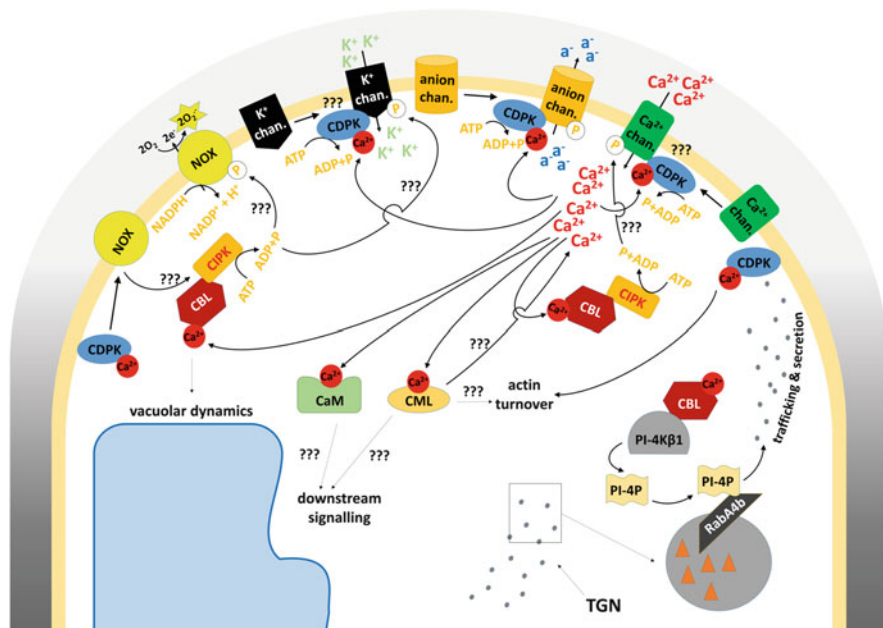 K⁺ K⁺
K⁺
K⁺
chan.
???
K⁺
chan.
P
CDPK
Ca²⁺
K⁺
K⁺ K⁺
ATP
ADP+P
anion
chan.
a⁻
a⁻ a⁻
anion
chan.
P
CDPK
Ca²⁺
ATP
ADP+P
a⁻ a⁻
a⁻
Ca²⁺ Ca²⁺
Ca²⁺
Ca²⁺
Ca²⁺
chan.
P
???
CDPK
Ca²⁺
P+ADP
ATP
Ca²⁺
chan.
CDPK
Ca²⁺
2O₂
2e⁻
2O₂⁻
NOX
P
NADPH
NADP⁺ + H⁺
???
???
NOX
???
CIPK
CBL
Ca²⁺
ATP
ADP+P
CDPK
Ca²⁺
Ca²⁺
Ca²⁺
Ca²⁺
Ca²⁺
Ca²⁺
???
P+ADP
ATP
CIPK
CBL
Ca²⁺
vacuolar dynamics
Ca²⁺
CaM
Ca²⁺
CML
???
???
actin
turnover
???
???
downstream
signalling
Ca²⁺
CBL
PI-4Kβ1
PI-4P
PI-4P
RabA4b
trafficking & secretion
TGN